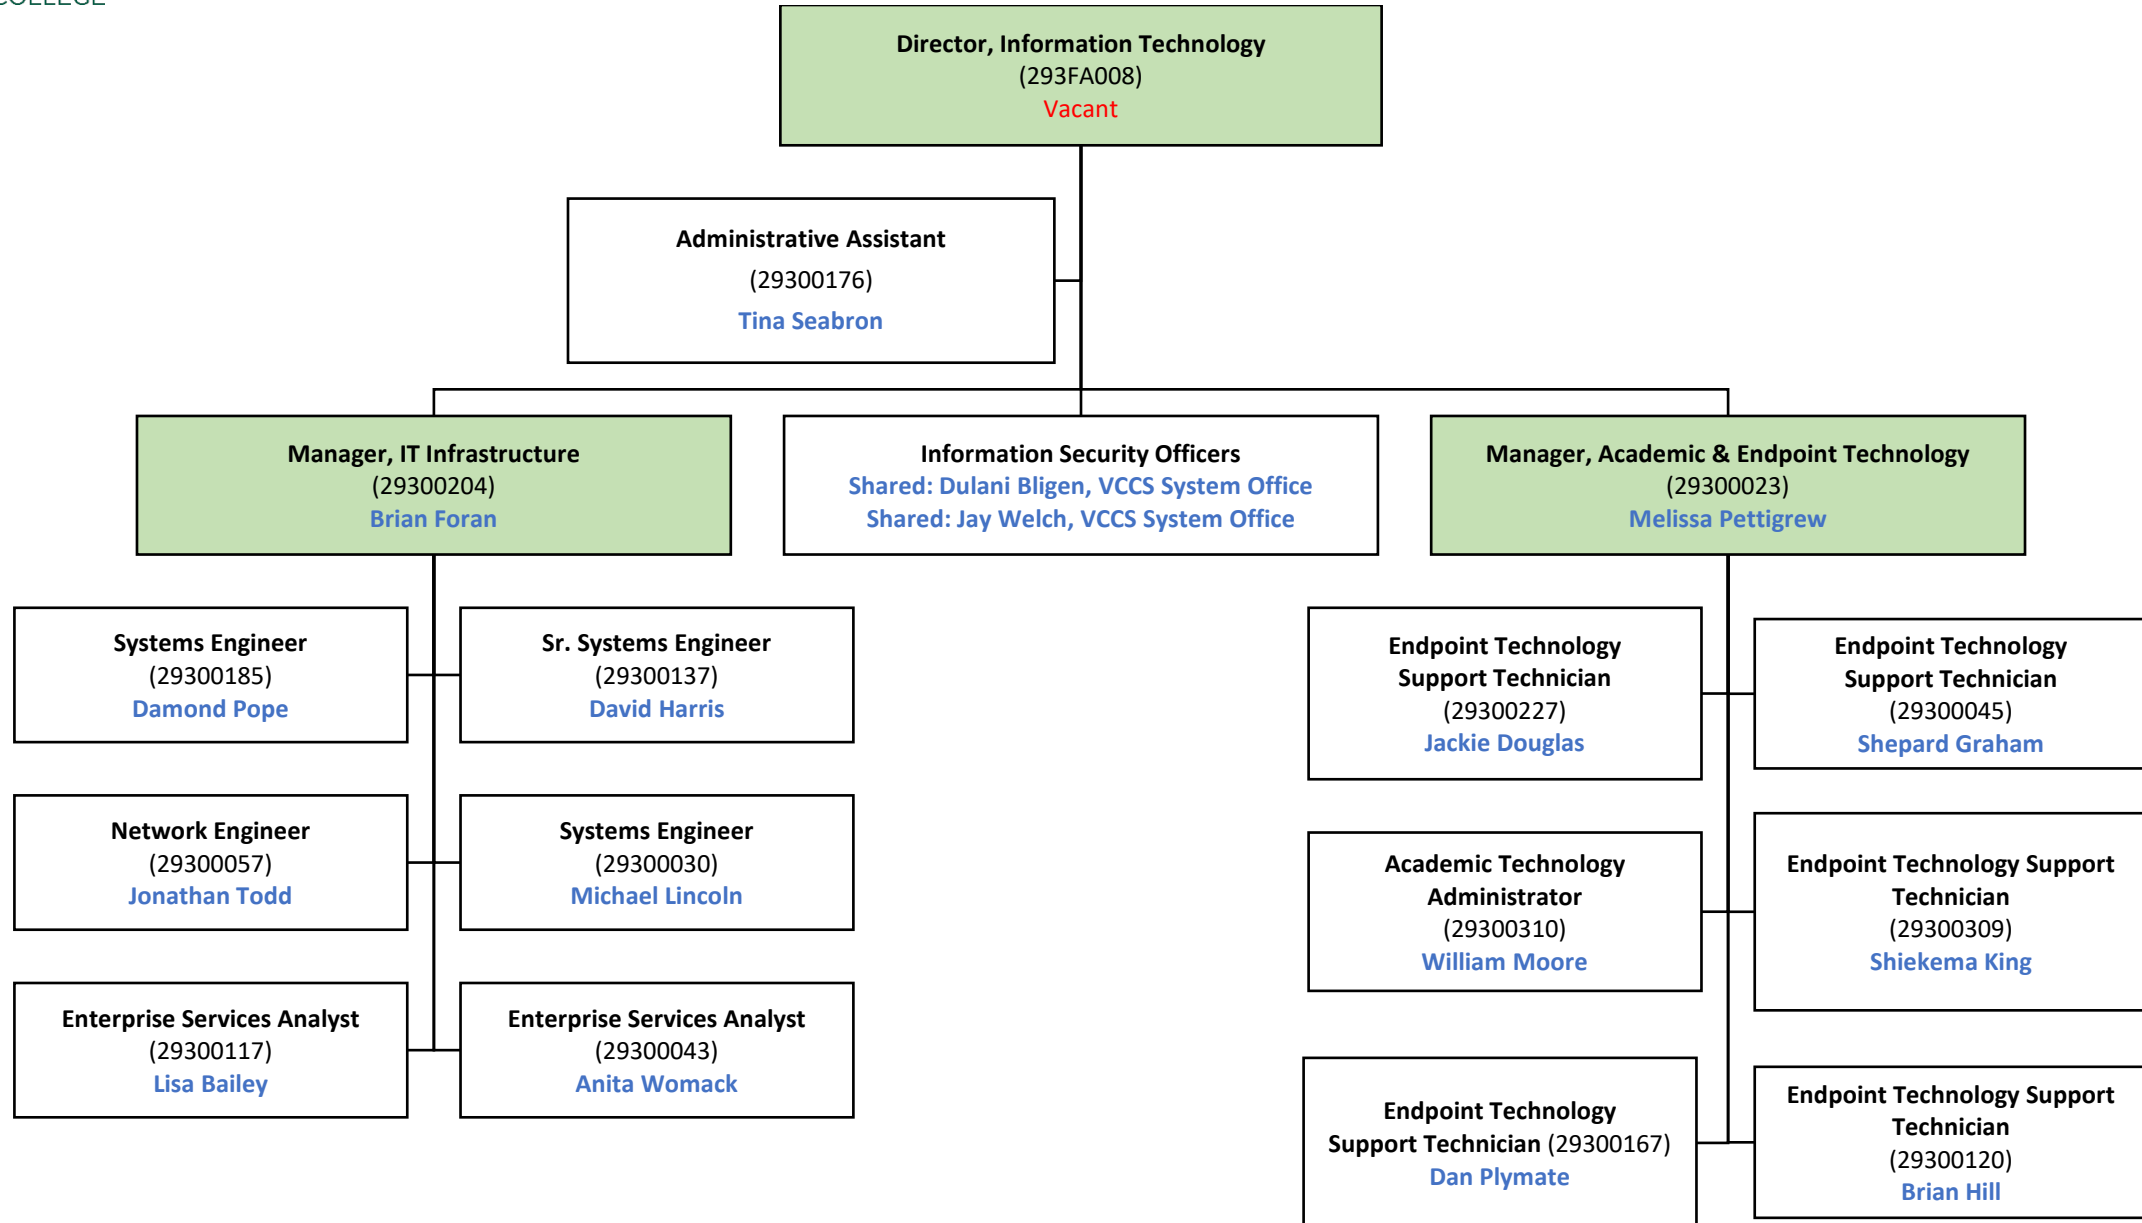 COLLEGE
Director, Information Technology
(293FA008)
Vacant
Administrative Assistant
(29300176)
Tina Seabron
Manager, IT Infrastructure
(29300204)
Brian Foran
Information Security Officers
Shared: Dulani Bligen, VCCS System Office
Shared: Jay Welch, VCCS System Office
Manager, Academic & Endpoint Technology
(29300023)
Melissa Pettigrew
Systems Engineer
(29300185)
Damond Pope
Sr. Systems Engineer
(29300137)
David Harris
Endpoint Technology
Support Technician
(29300227)
Jackie Douglas
Endpoint Technology
Support Technician
(29300045)
Shepard Graham
Network Engineer
(29300057)
Jonathan Todd
Systems Engineer
(29300030)
Michael Lincoln
Academic Technology
Administrator
(29300310)
William Moore
Endpoint Technology Support
Technician
(29300309)
Shiekema King
Enterprise Services Analyst
(29300117)
Lisa Bailey
Enterprise Services Analyst
(29300043)
Anita Womack
Endpoint Technology
Support Technician (29300167)
Dan Plymate
Endpoint Technology Support
Technician
(29300120)
Brian Hill